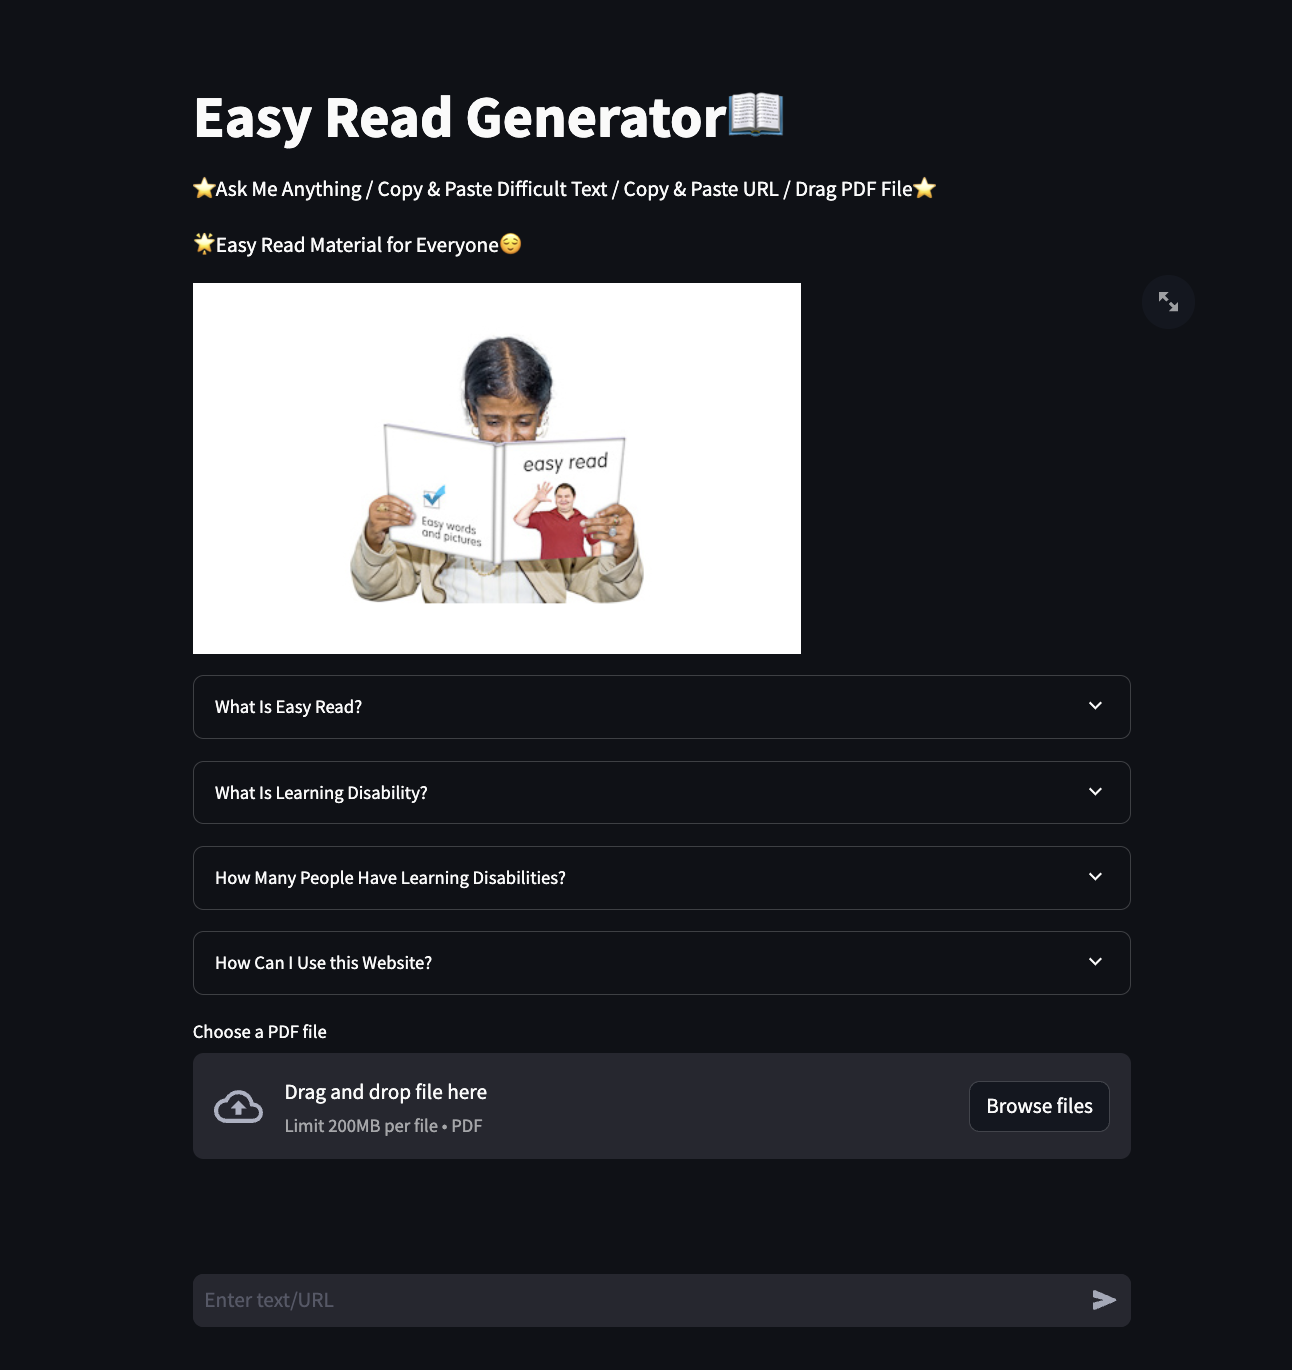 Easy Read Generator📖
⭐Ask Me Anything / Copy & Paste Difficult Text / Copy & Paste URL / Drag PDF File⭐
🌟Easy Read Material for Everyone😌
easy read
Easy words
and pictures
What Is Easy Read?
What Is Learning Disability?
How Many People Have Learning Disabilities?
How Can I Use this Website?
Choose a PDF file
Drag and drop file here
Limit 200MB per file • PDF
Browse files
Enter text/URL